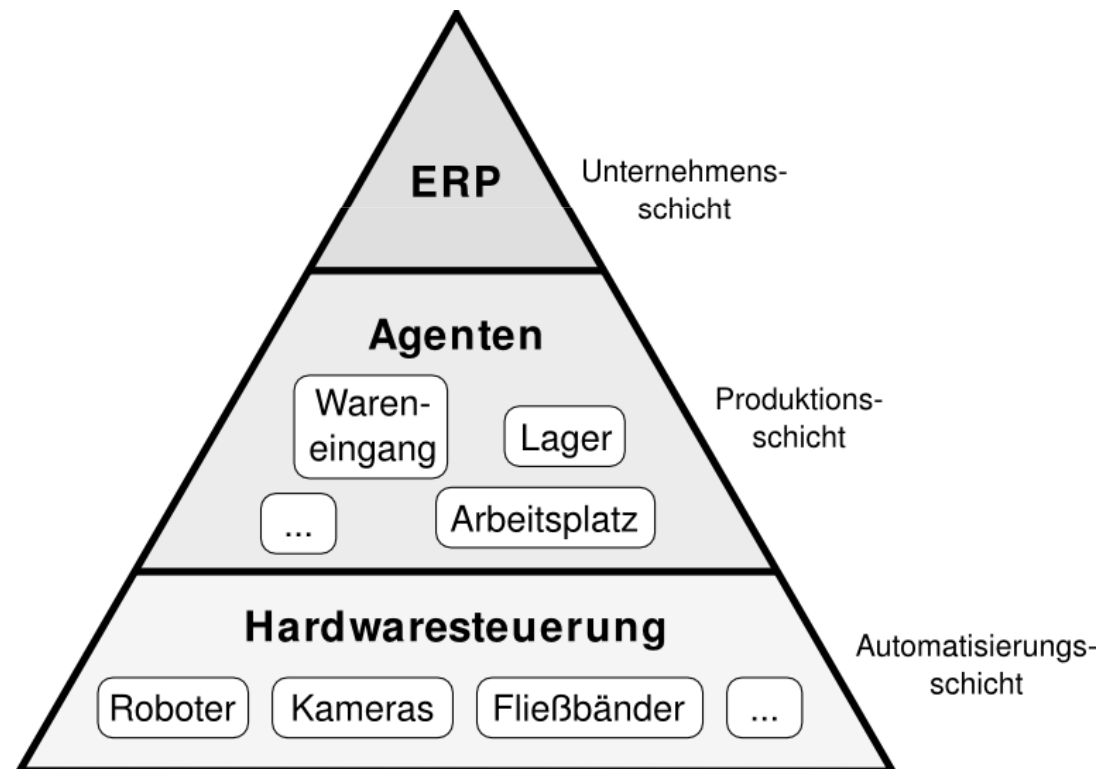 ERP
Unternehmens-
schicht
Agenten
Waren-
eingang
Lager
...
Arbeitsplatz
Produktions-
schicht
Hardwaresteuerung
Roboter
Kameras
Fließbänder
...
Automatisierungs-
schicht